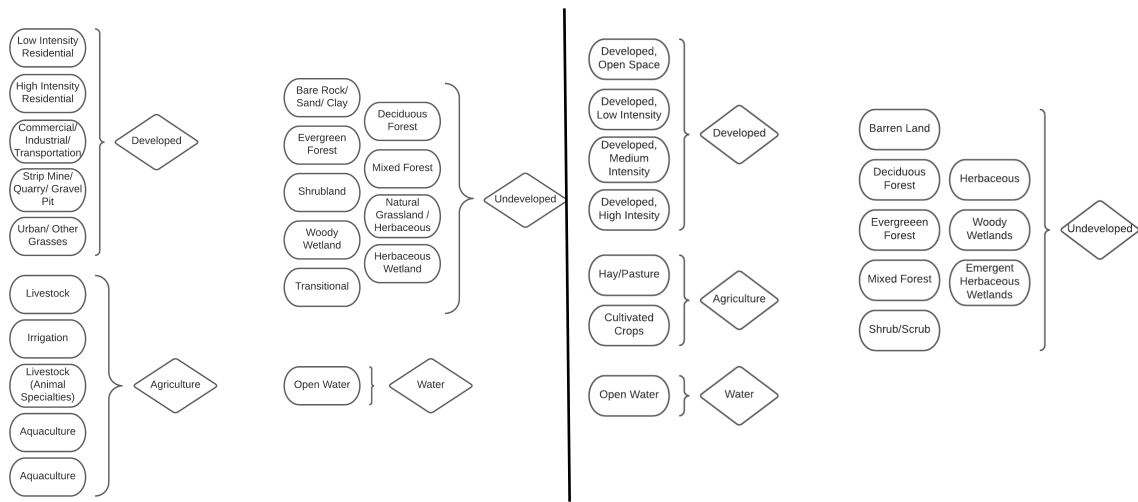 Low Intensity
Residential
High Intensity
Residential
Commercial/
Industrial/
Transportation
Strip Mine/
Quarry/ Gravel
Pit
Urban/ Other
Grasses
Developed
Livestock
Irrigation
Livestock
(Animal
Specialties)
Aquaculture
Aquaculture
Agriculture
Bare Rock/
Sand/ Clay
Evergreen
Forest
Shrubland
Woody
Wetland
Transitional
Deciduous
Forest
Mixed Forest
Natural
Grassland /
Herbaceous
Herbaceous
Wetland
Undeveloped
Open Water
Water
Developed,
Open Space
Developed,
Low Intensity
Developed,
Medium
Intensity
Developed,
High Intesity
Developed
Hay/Pasture
Cultivated
Crops
Agriculture
Open Water
Water
Barren Land
Deciduous
Forest
Evergreeen
Forest
Mixed Forest
Shrub/Scrub
Herbaceous
Woody
Wetlands
Emergent
Herbaceous
Wetlands
Undeveloped